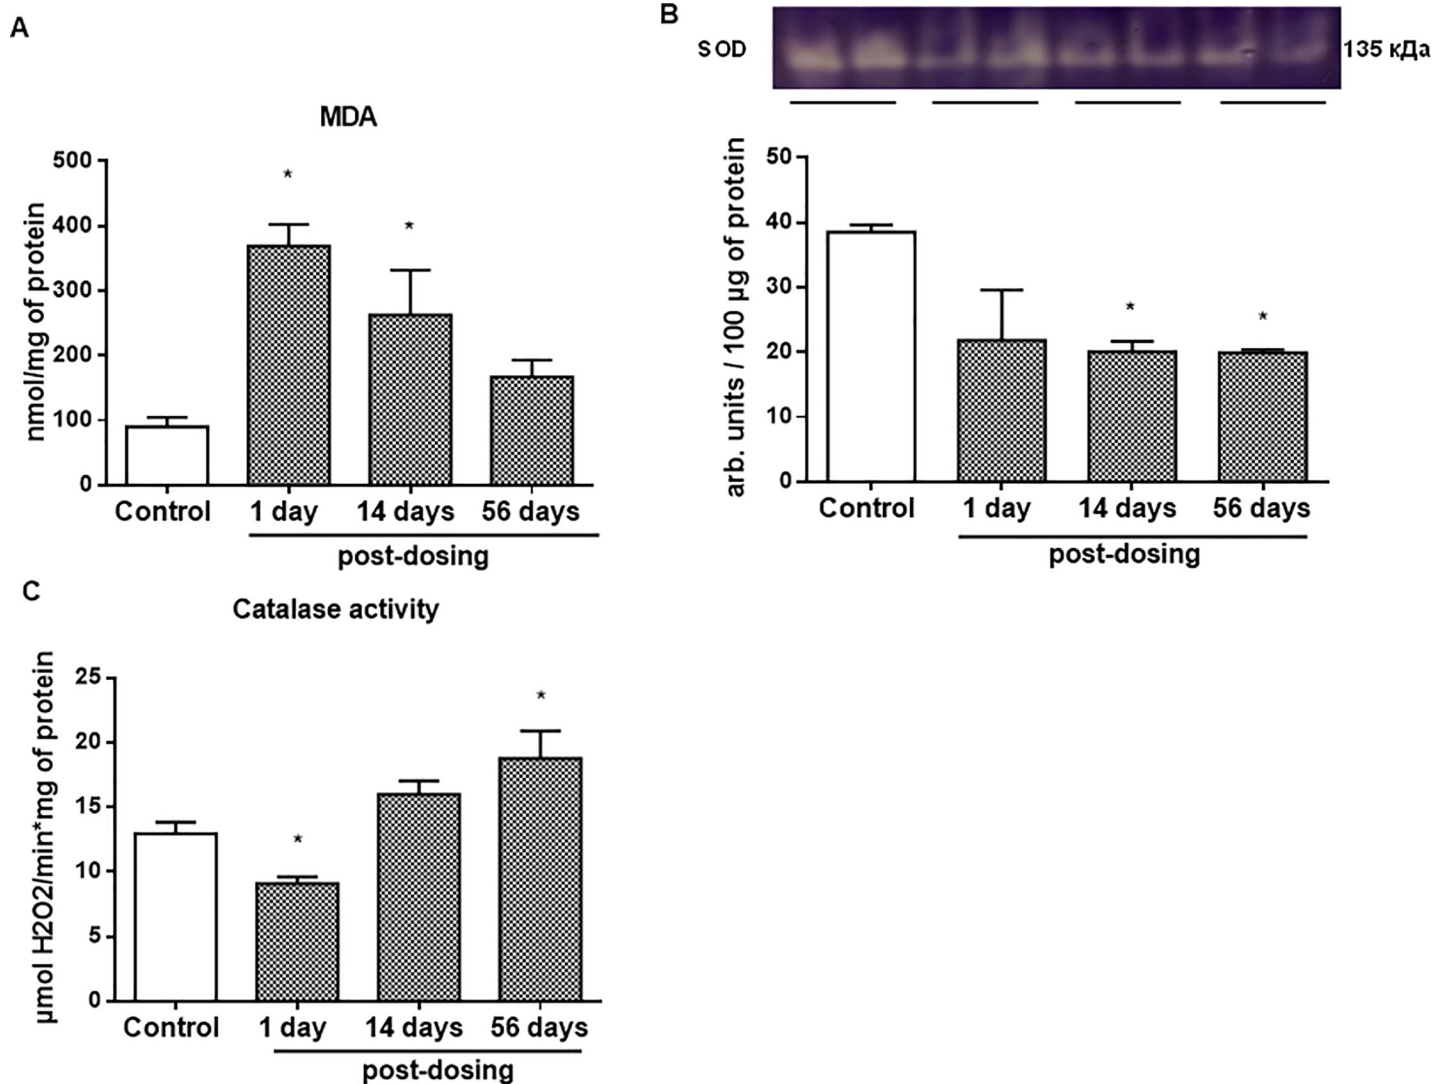 A
MDA
nmol/mg of protein
500
400
300
200
100
0
*
*
Control 1 day 14 days 56 days
post-dosing
B
SOD
135 кДа
arb. units / 100 µg of protein
50
40
30
20
10
0
*
*
Control 1 day 14 days 56 days
post-dosing
C
Catalase activity
µmol H2O2/min*mg of protein
25
20
15
10
5
0
*
*
Control 1 day 14 days 56 days
post-dosing